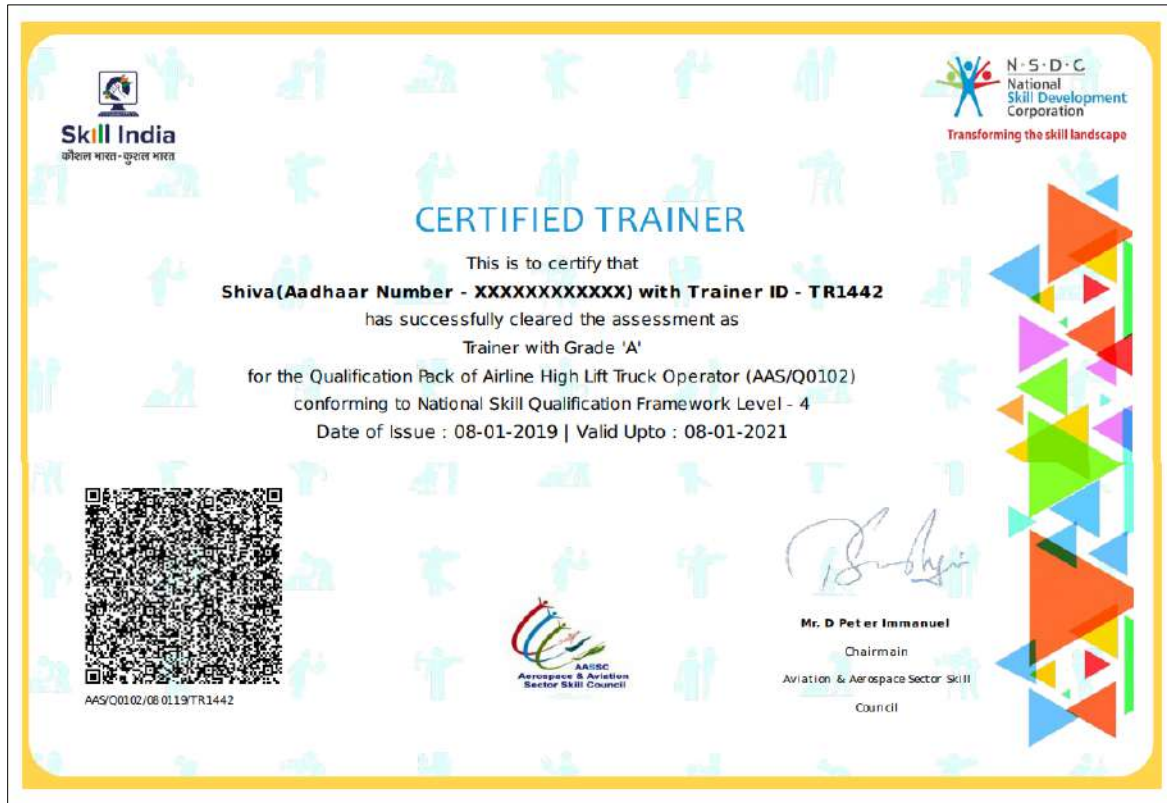 Skill India
कौशल भारत-कुशल भारत
N·S·D·C
National
Skill Development
Corporation
Transforming the skill landscape
CERTIFIED TRAINER
This is to certify that
Shiva(Aadhaar Number - XXXXXXXXXXXX) with Trainer ID - TR1442
has successfully cleared the assessment as
Trainer with Grade 'A'
for the Qualification Pack of Airline High Lift Truck Operator (AAS/Q0102)
conforming to National Skill Qualification Framework Level - 4
Date of Issue : 08-01-2019 | Valid Upto : 08-01-2021
AAS/Q0102/080119/TR1442
AASSC
Aerospace & Aviation
Sector Skill Council
Mr. D Peter Immanuel
Chairmain
Aviation & Aerospace Sector Skill
Council